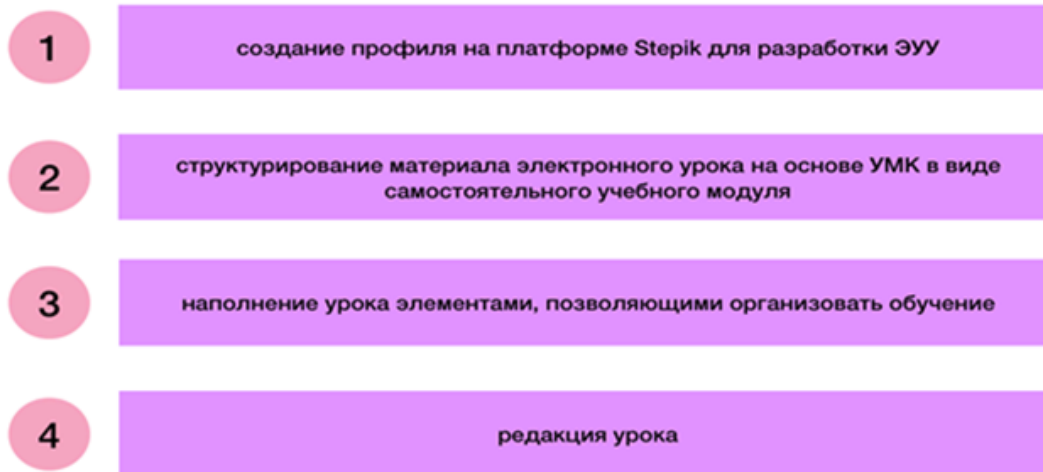 1
создание профиля на платформе Stepik для разработки ЭУУ
2
структурирование материала электронного урока на основе УМК в виде
самостоятельного учебного модуля
3
наполнение урока элементами, позволяющими организовать обучение
4
редакция урока